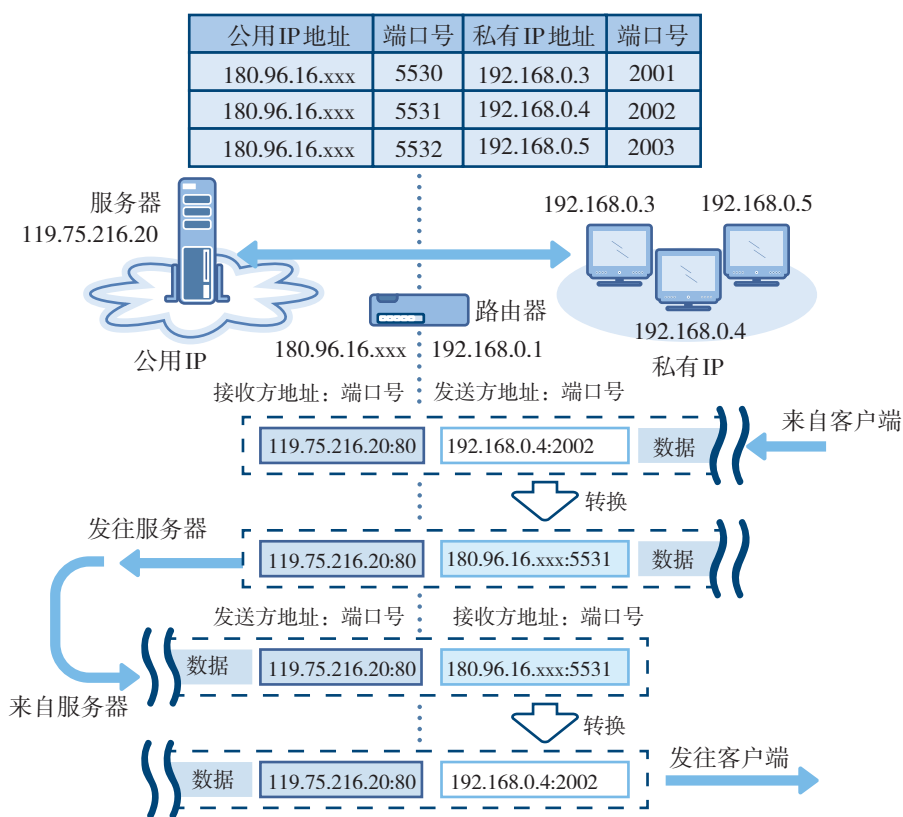 公用IP地址 端口号 私有IP地址 端口号
180.96.16.xxx 5530 192.168.0.3 2001
180.96.16.xxx 5531 192.168.0.4 2002
180.96.16.xxx 5532 192.168.0.5 2003
服务器
119.75.216.20
192.168.0.3
192.168.0.5
192.168.0.4
路由器
180.96.16.xxx
192.168.0.1
公用IP
私有IP
接收方地址：端口号 发送方地址：端口号
119.75.216.20:80 192.168.0.4:2002 数据
来自客户端
转换
发往服务器
119.75.216.20:80 180.96.16.xxx:5531 数据
发送方地址：端口号 接收方地址：端口号
数据 119.75.216.20:80 180.96.16.xxx:5531
来自服务器
转换
数据 119.75.216.20:80 192.168.0.4:2002
发往客户端